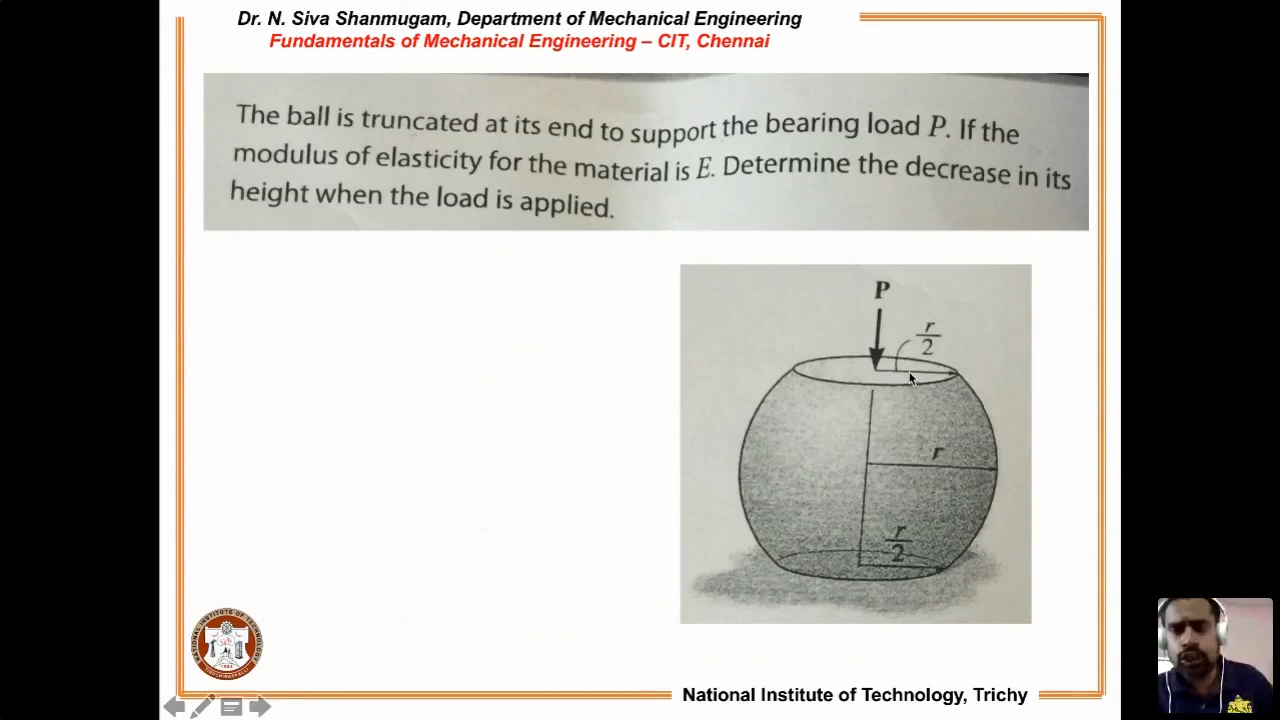 Dr. N. Siva Shanmugam, Department of Mechanical Engineering
Fundamentals of Mechanical Engineering – CIT, Chennai
The ball is truncated at its end to support the bearing load P. If the
modulus of elasticity for the material is E. Determine the decrease in its
height when the load is applied.
P
r
2
r
r
2
National Institute of Technology, Trichy